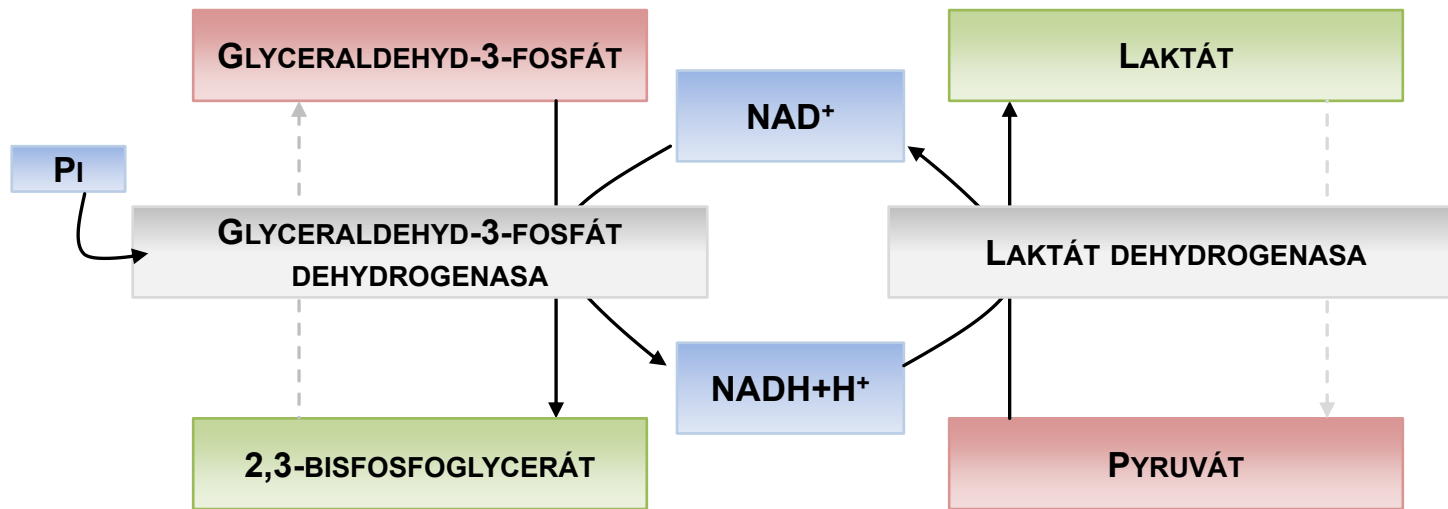 GLYCERALDEHYD-3-FOSFÁT
LAKTÁT
NAD⁺
PI
GLYCERALDEHYD-3-FOSFÁT
DEHYDROGENASA
LAKTÁT DEHYDROGENASA
NADH+H⁺
2,3-BISFOSFOGLYCERÁT
PYRUVÁT